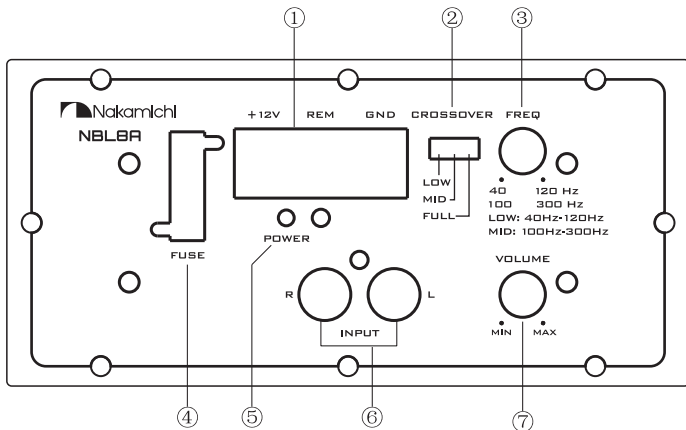 ① ② ③
Nakamichi
NBL8A
+12V REM GND CROSSOVER FREQ
LOW
MID
FULL
40 120 Hz
100 300 Hz
LOW: 40Hz-120Hz
MID: 100Hz-300Hz
POWER
FUSE
VOLUME
R L
INPUT
MIN MAX
④ ⑤ ⑥ ⑦